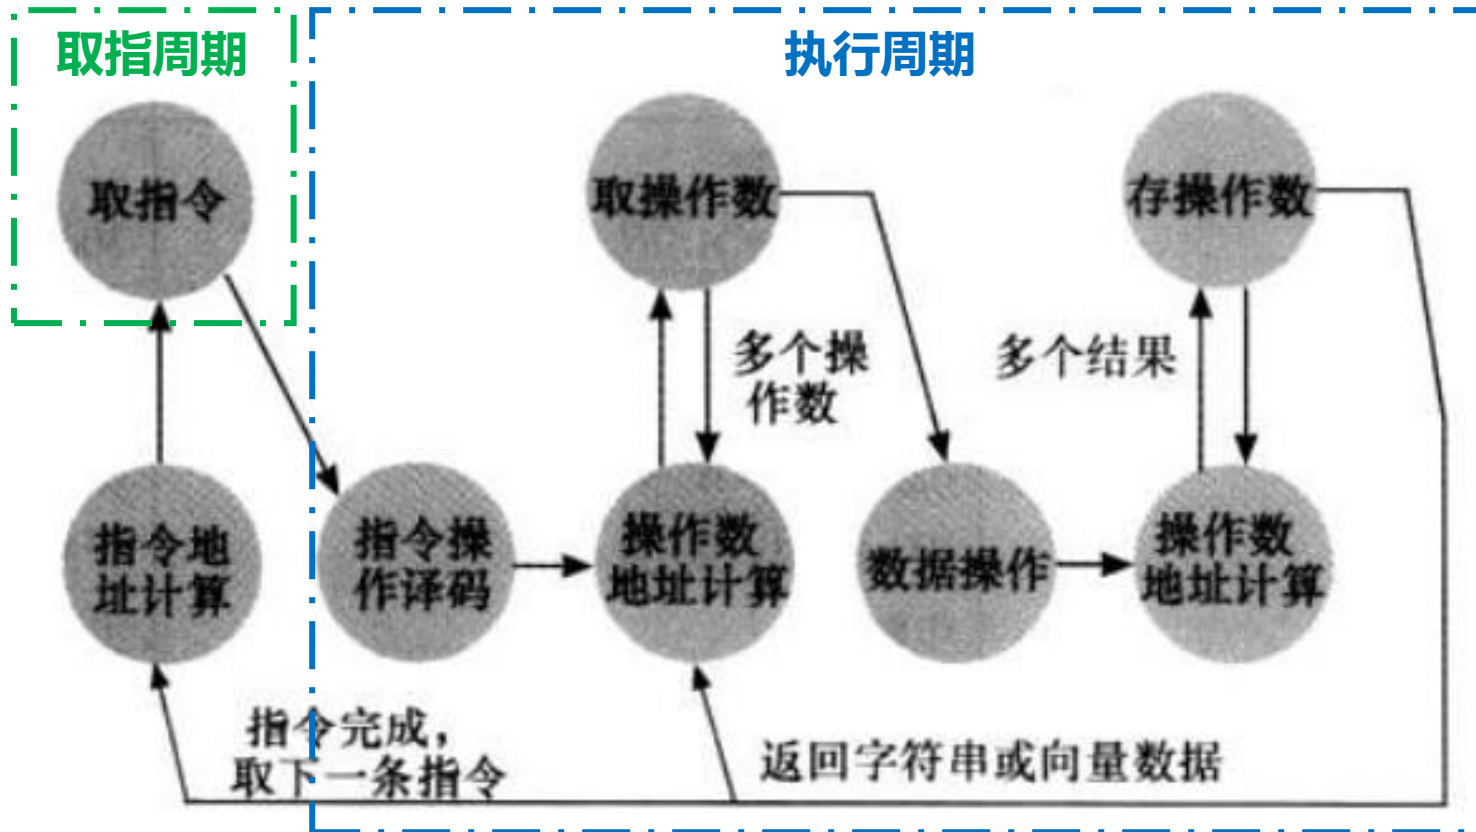 取指周期
执行周期
取指令
取操作数
存操作数
多个操
作数
多个结果
指令地
址计算
指令操
作译码
操作数
地址计算
数据操作
操作数
地址计算
指令完成，
取下一条指令
返回字符串或向量数据